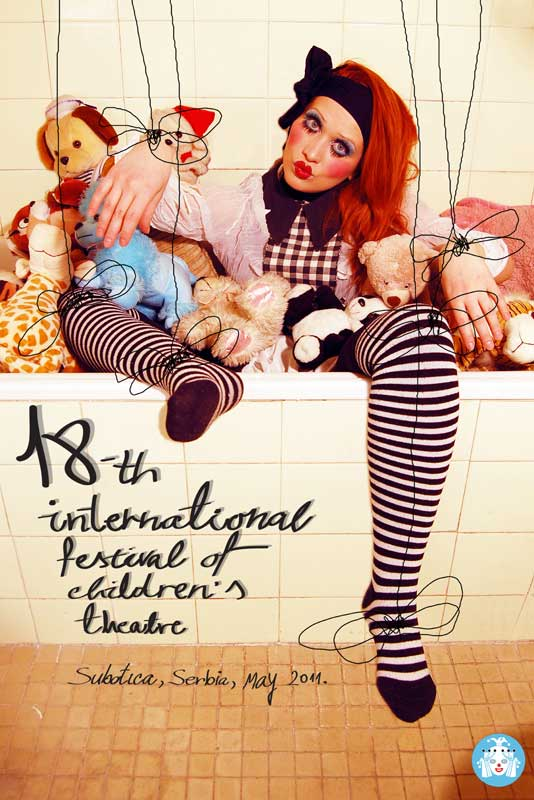 18-th
international
festival of
children's
theatre
Subotica, Serbia, May 2011.